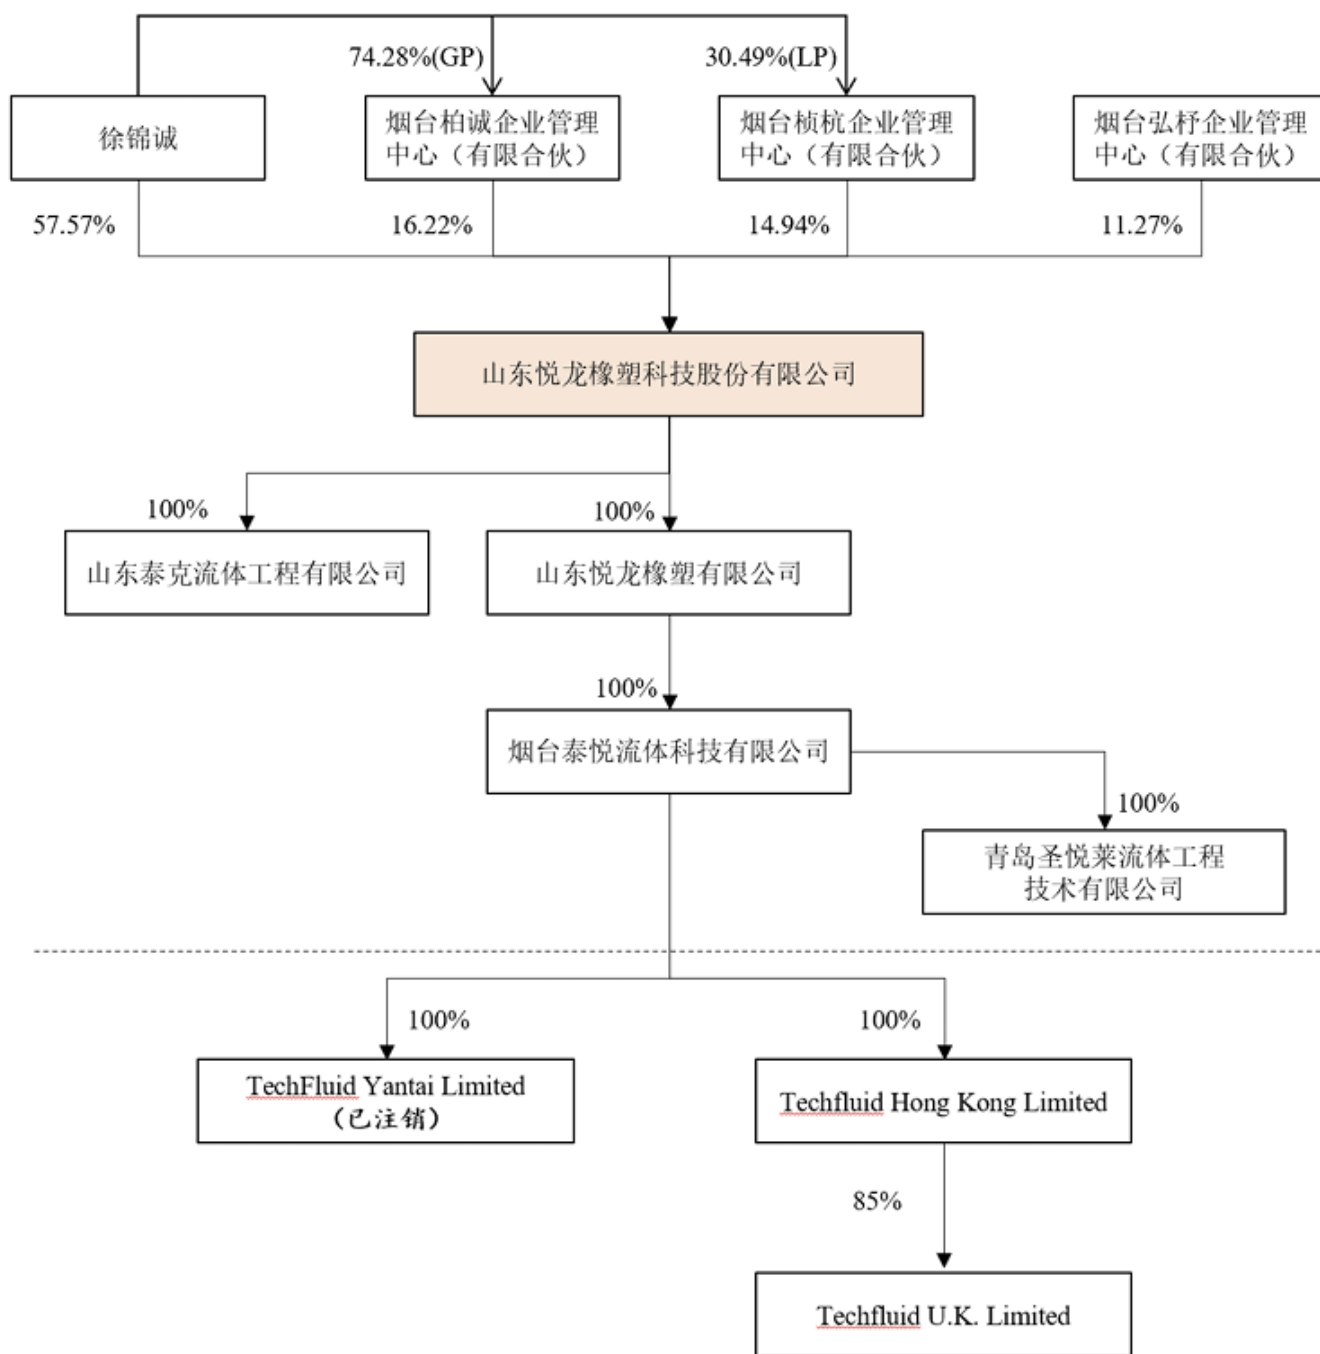 74.28%(GP)
30.49%(LP)
徐锦诚
烟台柏诚企业管理
中心（有限合伙）
烟台桢杭企业管理
中心（有限合伙）
烟台弘杼企业管理
中心（有限合伙）
57.57%
16.22%
14.94%
11.27%
山东悦龙橡塑科技股份有限公司
100%
100%
山东泰克流体工程有限公司
山东悦龙橡塑有限公司
100%
烟台泰悦流体科技有限公司
100%
青岛圣悦莱流体工程
技术有限公司
100%
100%
TechFluid Yantai Limited
（已注销）
Techfluid Hong Kong Limited
85%
Techfluid U.K. Limited